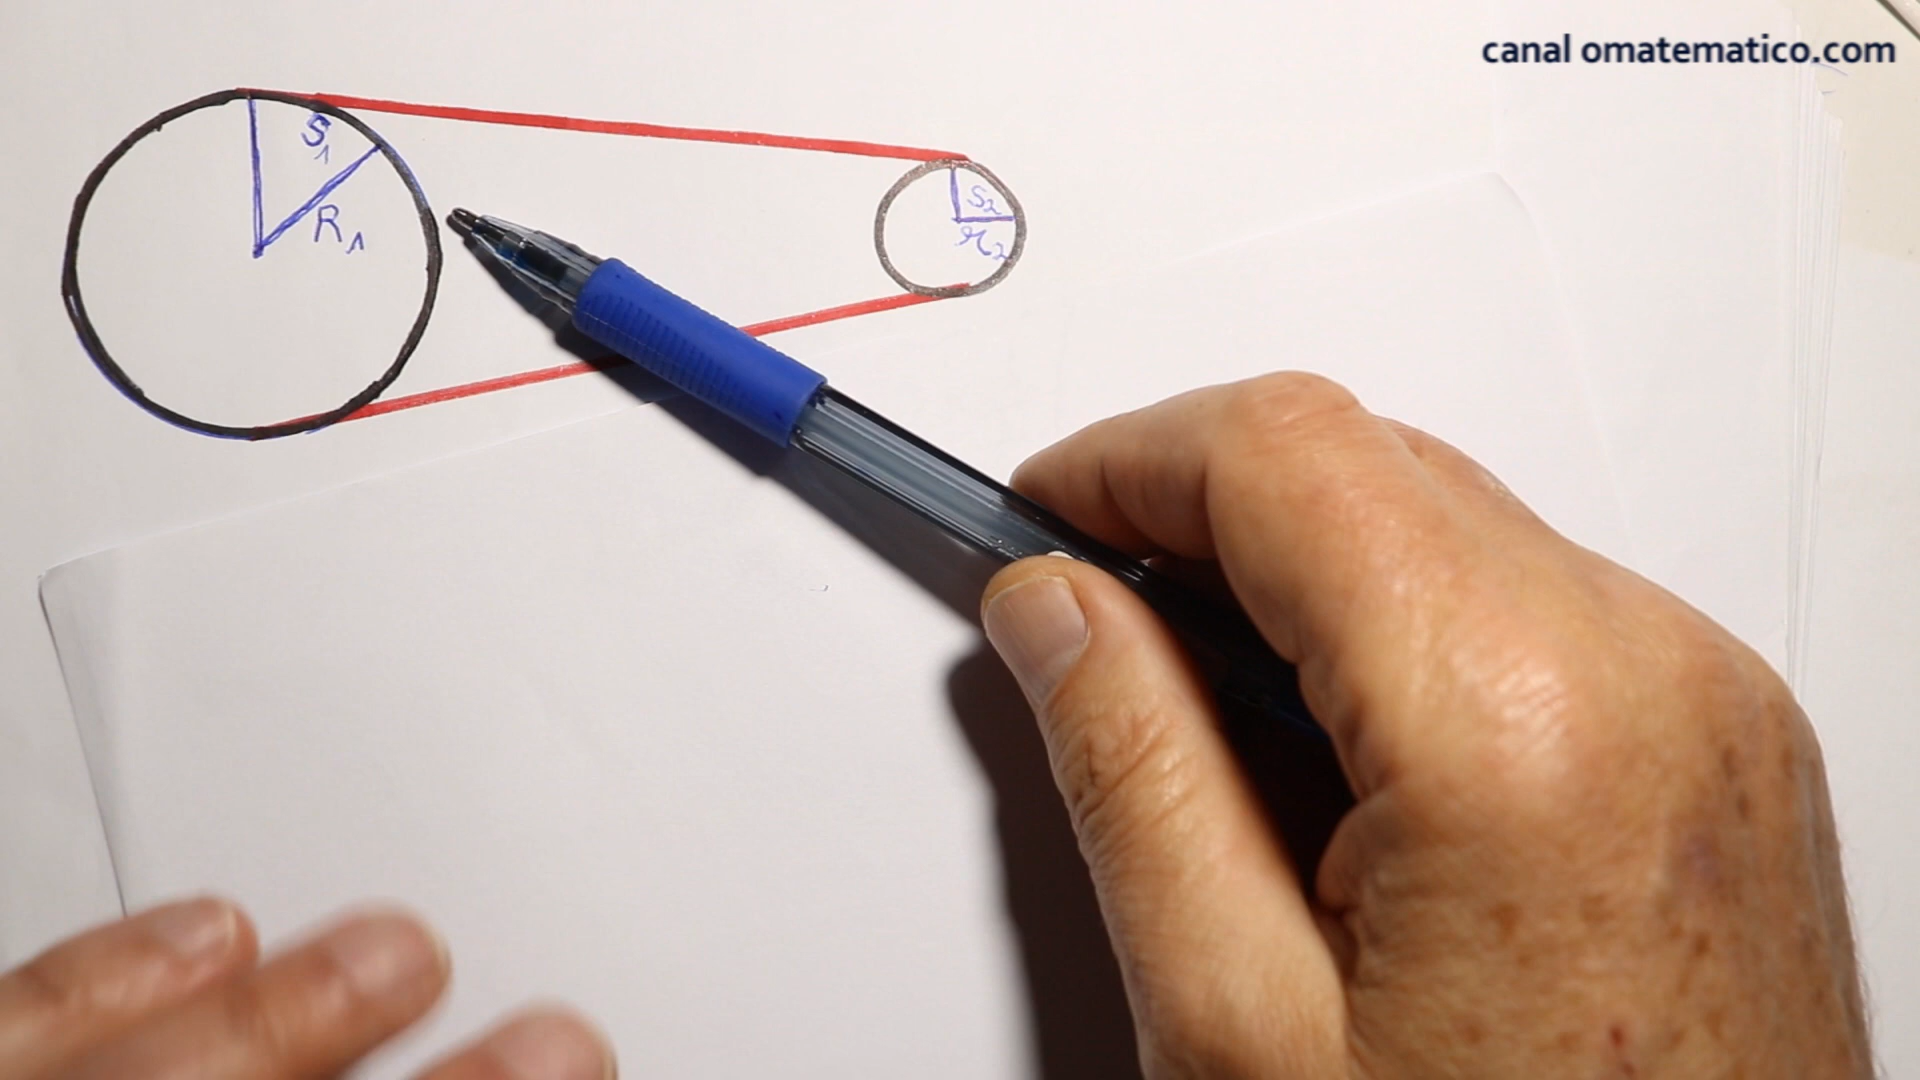 canal omatematico.com
S₁
R₁
S₂
r₂